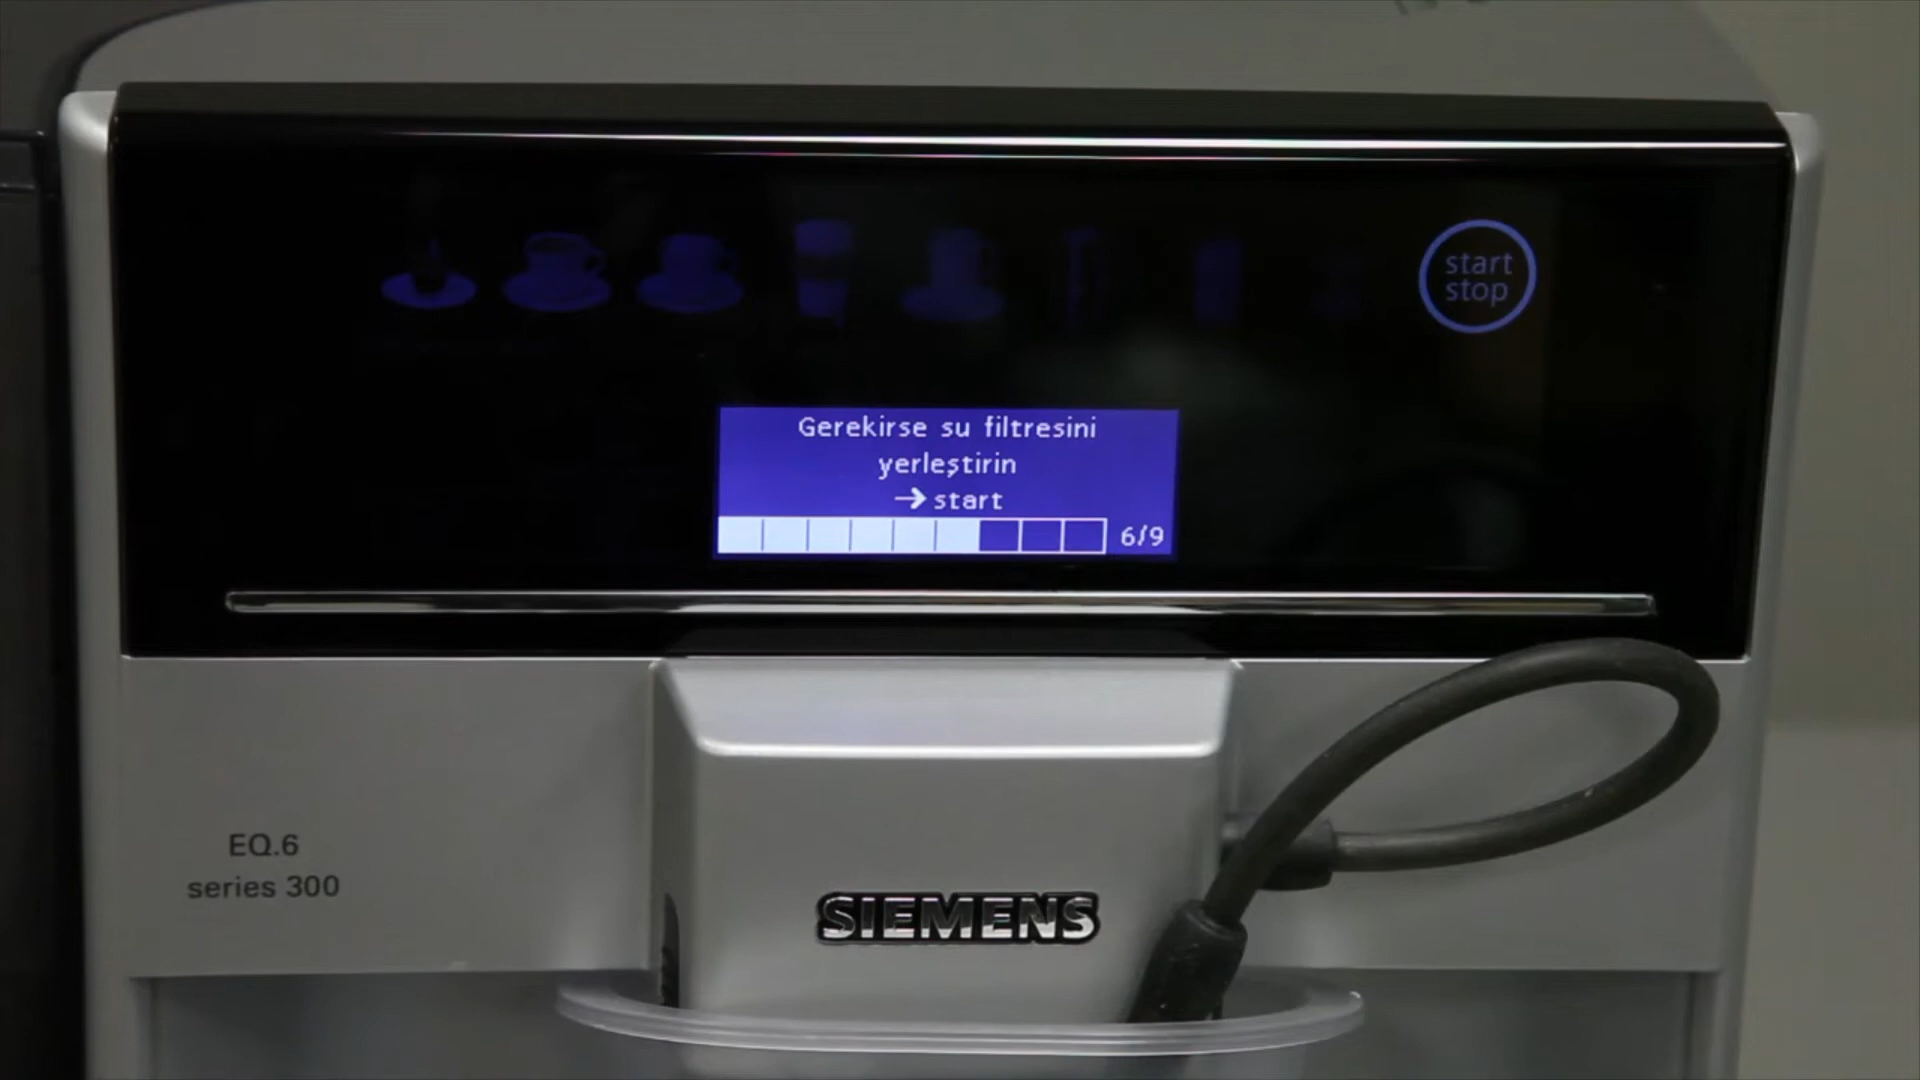 start
stop
Gerekirse su filtresini
yerleştirin
→ start
6/9
EQ.6
series 300
SIEMENS